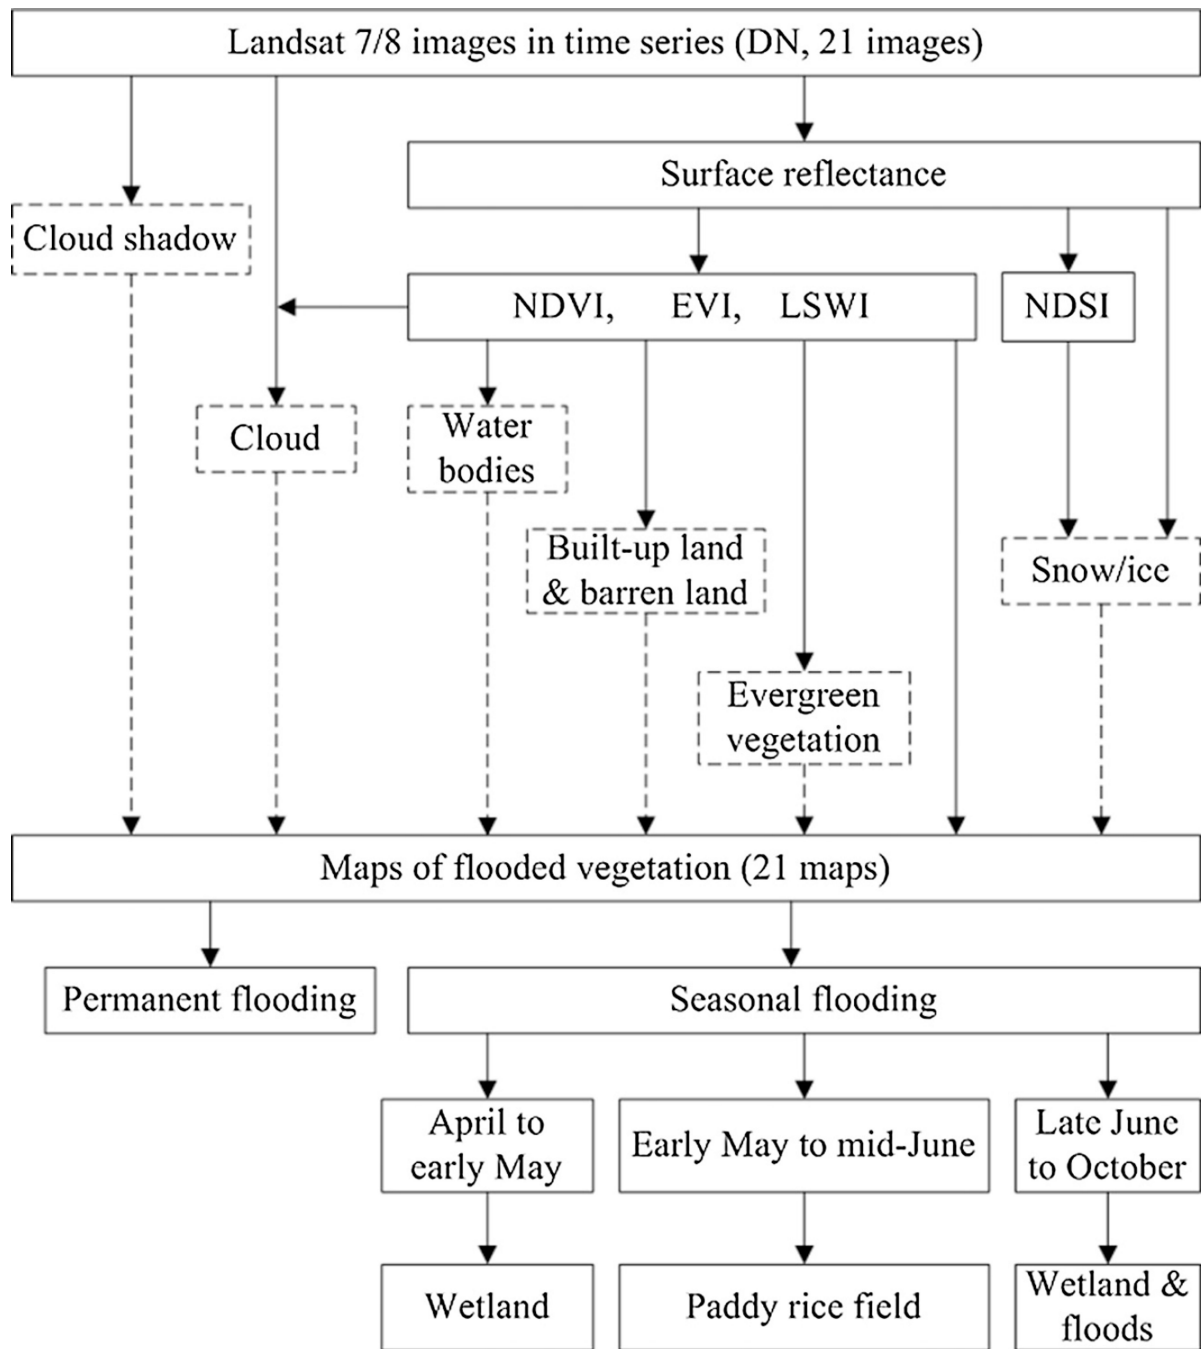 Landsat 7/8 images in time series (DN, 21 images)
Surface reflectance
Cloud shadow
NDVI, EVI, LSWI
NDSI
Cloud
Water
bodies
Built-up land
& barren land
Snow/ice
Evergreen
vegetation
Maps of flooded vegetation (21 maps)
Permanent flooding
Seasonal flooding
April to
early May
Early May to mid-June
Late June
to October
Wetland
Paddy rice field
Wetland &
floods